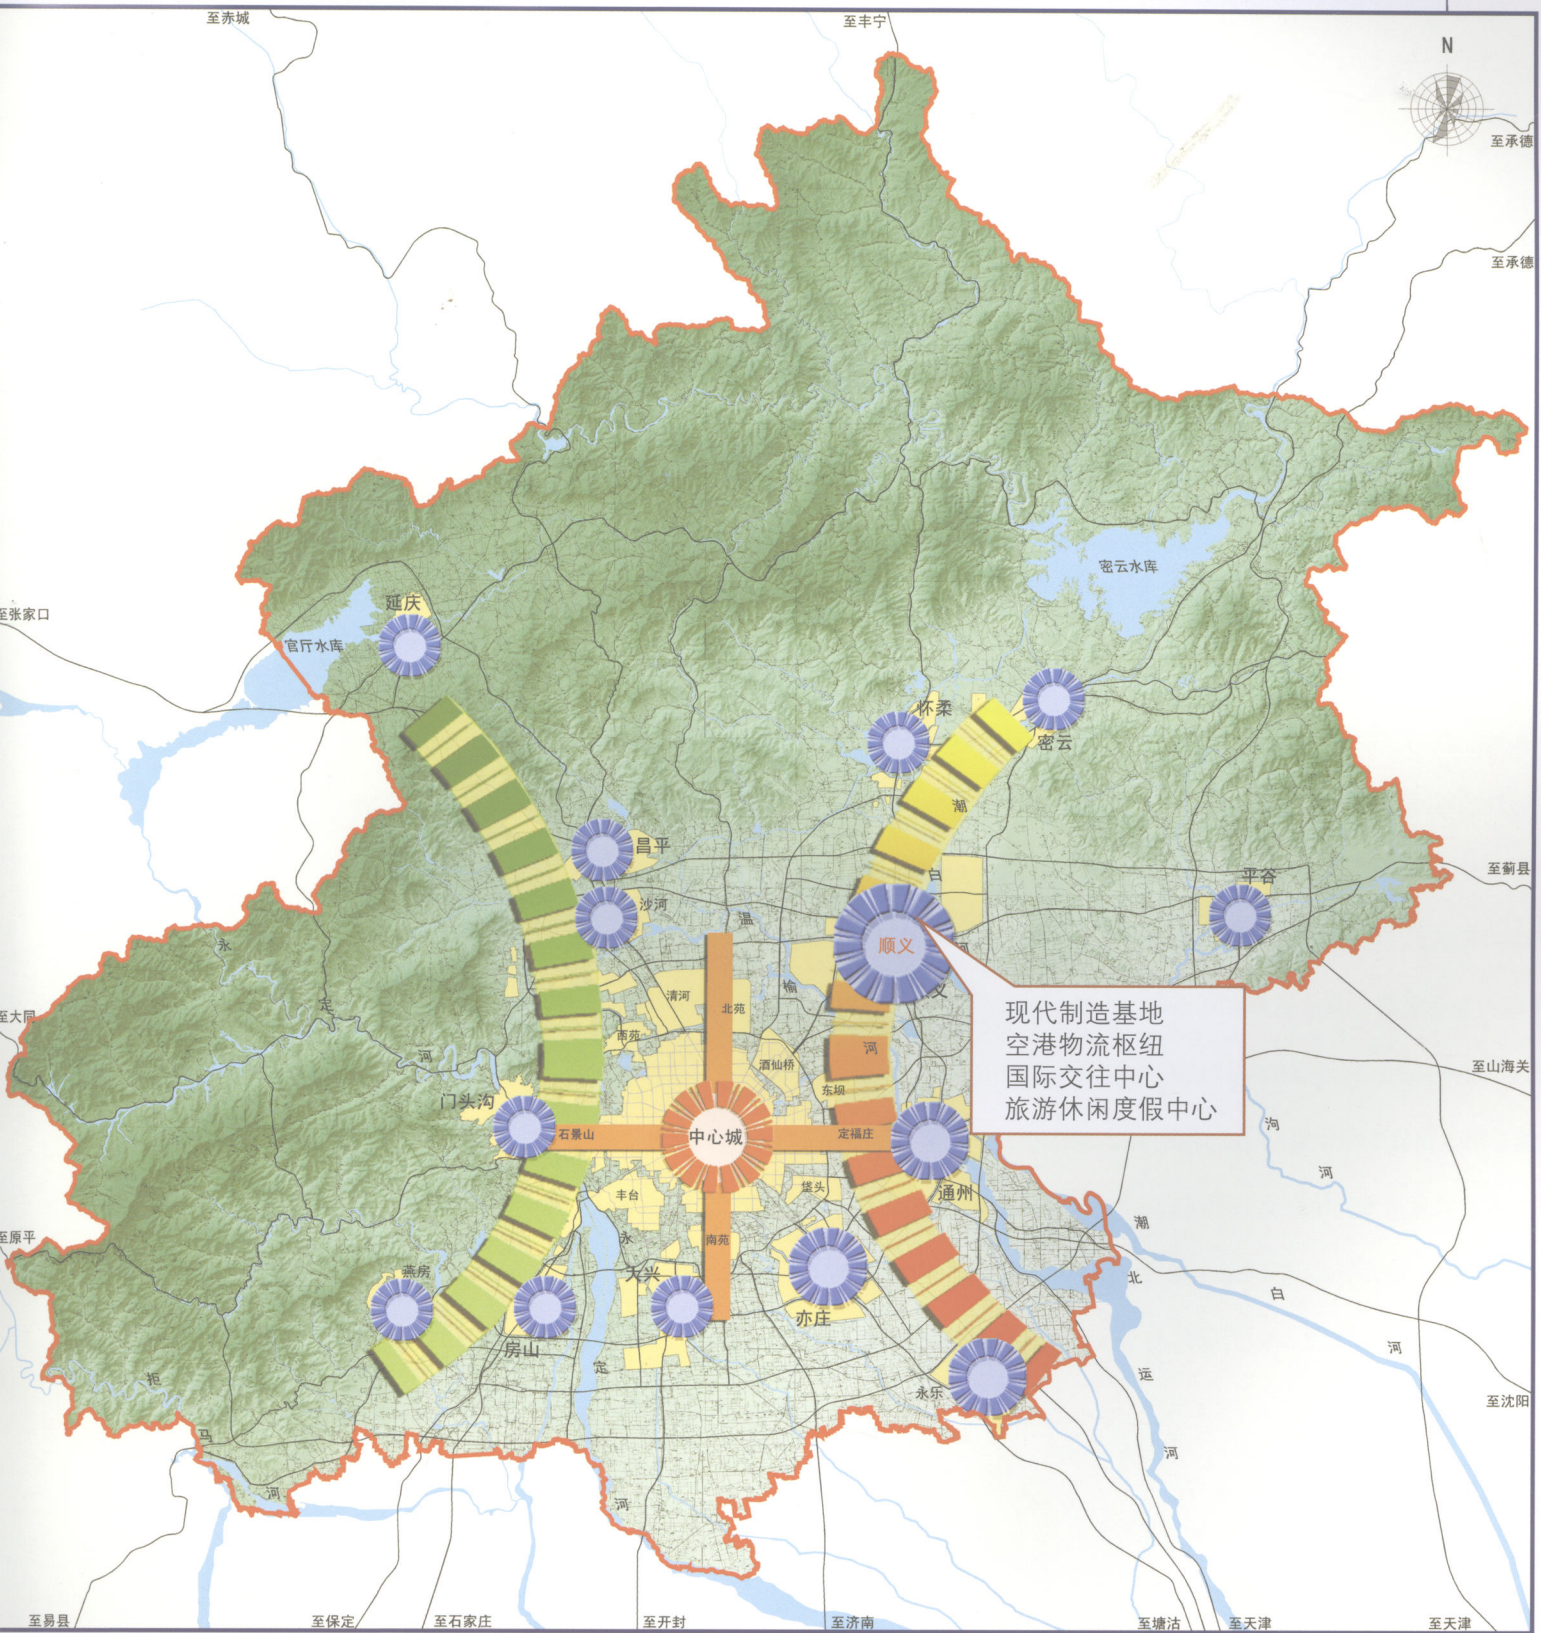 至赤城
至丰宁
N
至承德
至承德
密云水库
延庆
至张家口
官厅水库
怀柔
密云
潮
昌平
至蓟县
白
平谷
沙河
温
永
顺义
河
榆
清河
定
北苑
现代制造基地
空港物流枢纽
国际交往中心
旅游休闲度假中心
至大同
西苑
河
河
酒仙桥
至山海关
东坝
门头沟
石景山
中心城
定福庄
河
河
垡头
通州
丰台
潮
至原平
永
南苑
燕房
大兴
北
白
亦庄
房山
河
定
运
拒
永乐
至沈阳
马
河
河
河
至易县
至保定
至石家庄
至开封
至济南
至塘沽
至天津
至天津